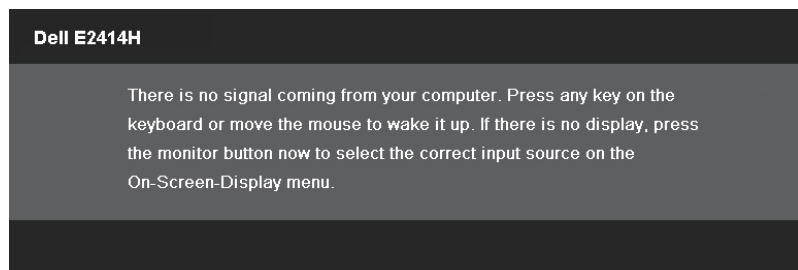 Dell E2414H
There is no signal coming from your computer. Press any key on the
keyboard or move the mouse to wake it up. If there is no display, press
the monitor button now to select the correct input source on the
On-Screen-Display menu.